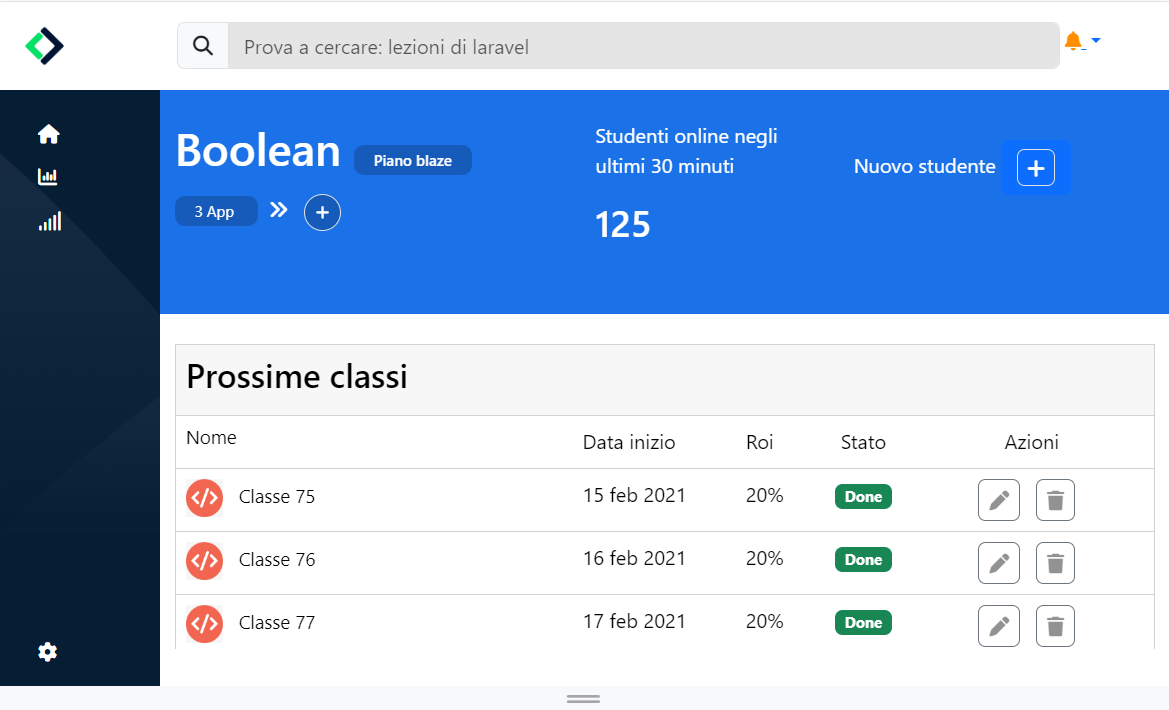 Prova a cercare: lezioni di laravel
Boolean Piano blaze
3 App
Studenti online negli
ultimi 30 minuti
125
Nuovo studente
Prossime classi
Nome Data inizio Roi Stato Azioni
Classe 75 15 feb 2021 20% Done
Classe 76 16 feb 2021 20% Done
Classe 77 17 feb 2021 20% Done